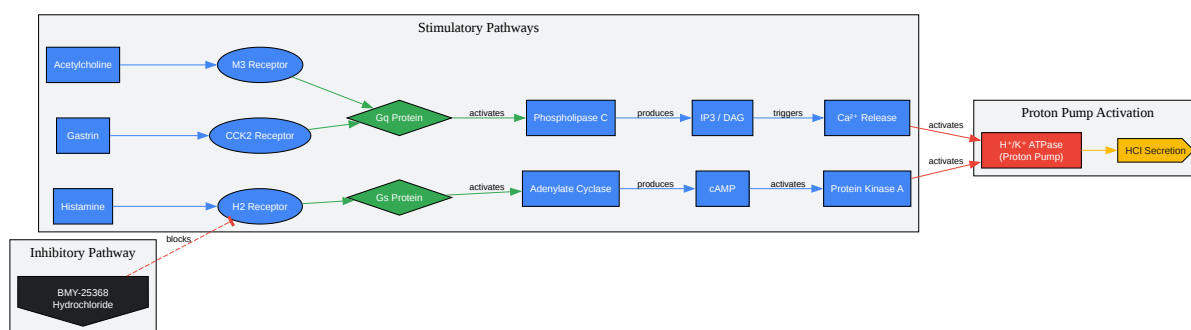 Stimulatory Pathways
Acetylcholine
M3 Receptor
Gastrin
CCK2 Receptor
Gq Protein
activates
Phospholipase C
produces
IP3 / DAG
triggers
Ca²⁺ Release
activates
Histamine
H2 Receptor
Gs Protein
activates
Adenylate Cyclase
produces
cAMP
activates
Protein Kinase A
activates
Proton Pump Activation
H⁺/K⁺ ATPase
(Proton Pump)
HCl Secretion
blocks
Inhibitory Pathway
BMY-25368
Hydrochloride